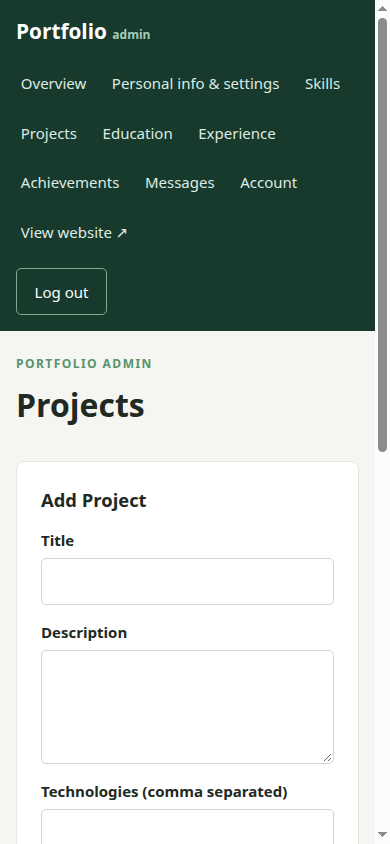 Portfolio admin
Overview Personal info & settings Skills
Projects Education Experience
Achievements Messages Account
View website ↗
Log out
PORTFOLIO ADMIN
Projects
Add Project
Title
Description
Technologies (comma separated)